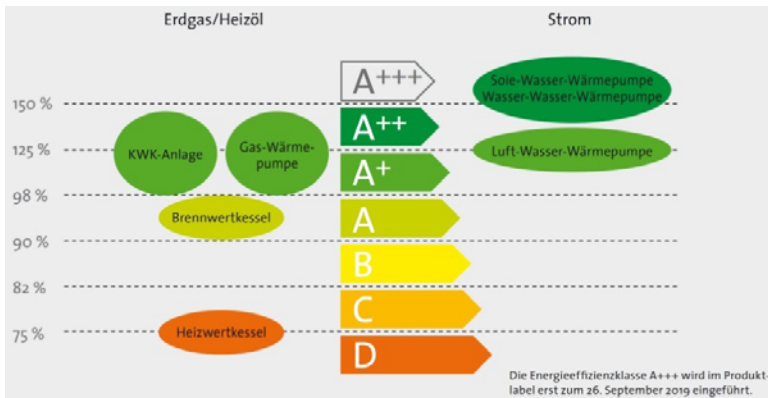 Erdgas/Heizöl
Strom
A+++
Sole-Wasser-Wärmepumpe
Wasser-Wasser-Wärmepumpe
150 %
A++
KWK-Anlage
Gas-Wärme-
pumpe
125 %
Luft-Wasser-Wärmepumpe
A+
98 %
Brennwertkessel
A
90 %
B
82 %
C
Heizwertkessel
75 %
D
Die Energieeffizienzklasse A+++ wird im Produkt-
label erst zum 26. September 2019 eingeführt.